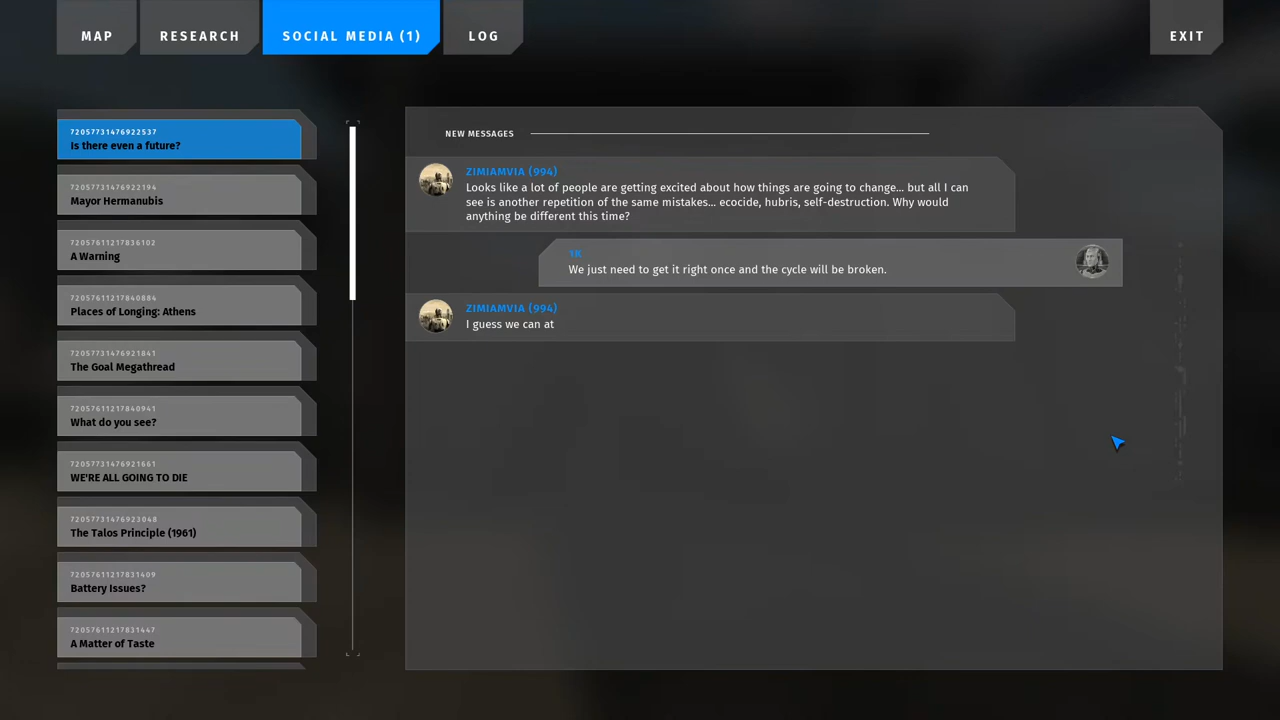 MAP
RESEARCH
SOCIAL MEDIA (1)
LOG
EXIT
72057731476922537
Is there even a future?
72057731476922194
Mayor Hermanubis
72057611217836102
A Warning
72057611217840884
Places of Longing: Athens
72057731476921841
The Goal Megathread
72057611217840941
What do you see?
72057731476921661
WE'RE ALL GOING TO DIE
72057731476923048
The Talos Principle (1961)
72057611217831409
Battery Issues?
72057611217831447
A Matter of Taste
NEW MESSAGES
ZIMIAMVIA (994)
Looks like a lot of people are getting excited about how things are going to change... but all I can
see is another repetition of the same mistakes... ecocide, hubris, self-destruction. Why would
anything be different this time?
1K
We just need to get it right once and the cycle will be broken.
ZIMIAMVIA (994)
I guess we can at